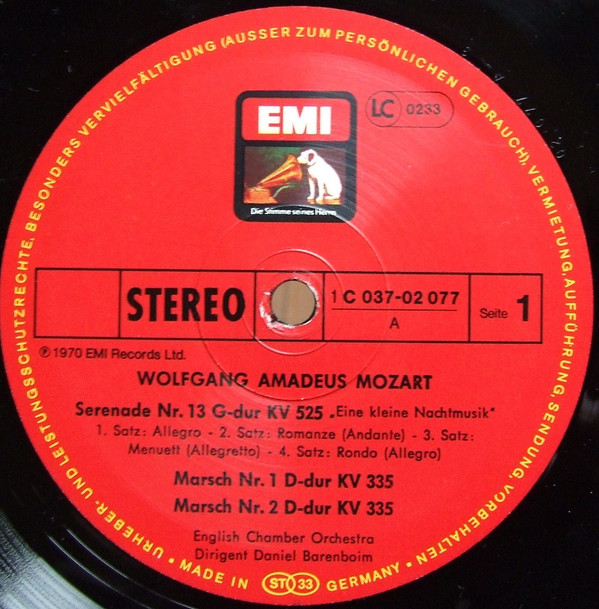 URHEBER- UND LEISTUNGSSCHUTZRECHTE, BESONDERS VERVIELFÄLTIGUNG (AUSSER ZUM PERSÖNLICHEN GEBRAUCH), VERMIETUNG, AUFFÜHRUNG, SENDUNG, VORBEHALTEN
EMI
LC 0233
Die Stimme seines Herrn
STEREO
1 C 037-02 077
A
Seite 1
℗ 1970 EMI Records Ltd.
WOLFGANG AMADEUS MOZART
Serenade Nr. 13 G-dur KV 525 „Eine kleine Nachtmusik“
1. Satz: Allegro - 2. Satz: Romanze (Andante) - 3. Satz:
Menuett (Allegretto) - 4. Satz: Rondo (Allegro)
Marsch Nr. 1 D-dur KV 335
Marsch Nr. 2 D-dur KV 335
English Chamber Orchestra
Dirigent Daniel Barenboim
• MADE IN ST 33 GERMANY •